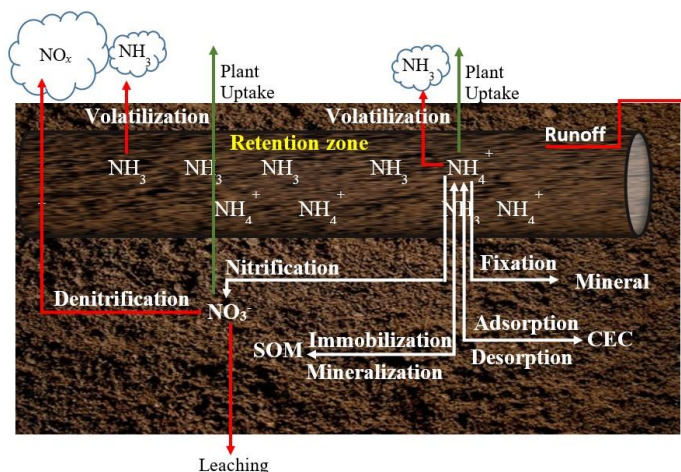 NOₓ
NH₃
Plant
Uptake
NH₃
Plant
Uptake
Volatilization
Volatilization
Runoff
Retention zone
NH₃ NH₃ NH₃ NH₃ NH₄⁺
NH₄⁺ NH₄⁺ NH₃ NH₄⁺
Nitrification
Fixation
Mineral
Denitrification
NO₃⁻
Immobilization
Adsorption
SOM
CEC
Mineralization
Desorption
Leaching